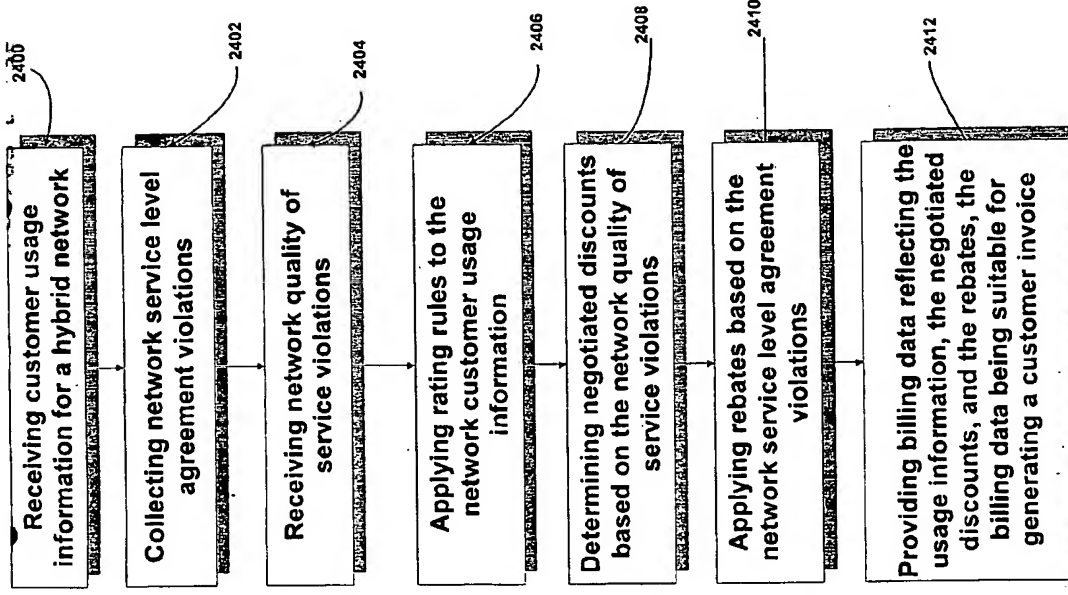 2400
Receiving customer usage
information for a hybrid network
2402
Collecting network service level
agreement violations
2404
Receiving network quality of
service violations
2406
Applying rating rules to the
network customer usage
information
2408
Determining negotiated discounts
based on the network quality of
service violations
2410
Applying rebates based on the
network service level agreement
violations
2412
Providing billing data reflecting the
usage information, the negotiated
discounts, and the rebates, the
billing data being suitable for
generating a customer invoice